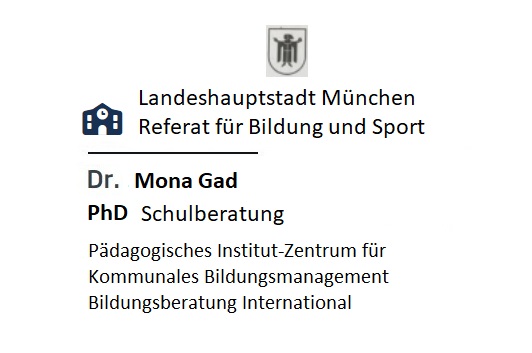 Landeshauptstadt München
Referat für Bildung und Sport
Dr. Mona Gad
PhD Schulberatung
Pädagogisches Institut-Zentrum für
Kommunales Bildungsmanagement
Bildungsberatung International